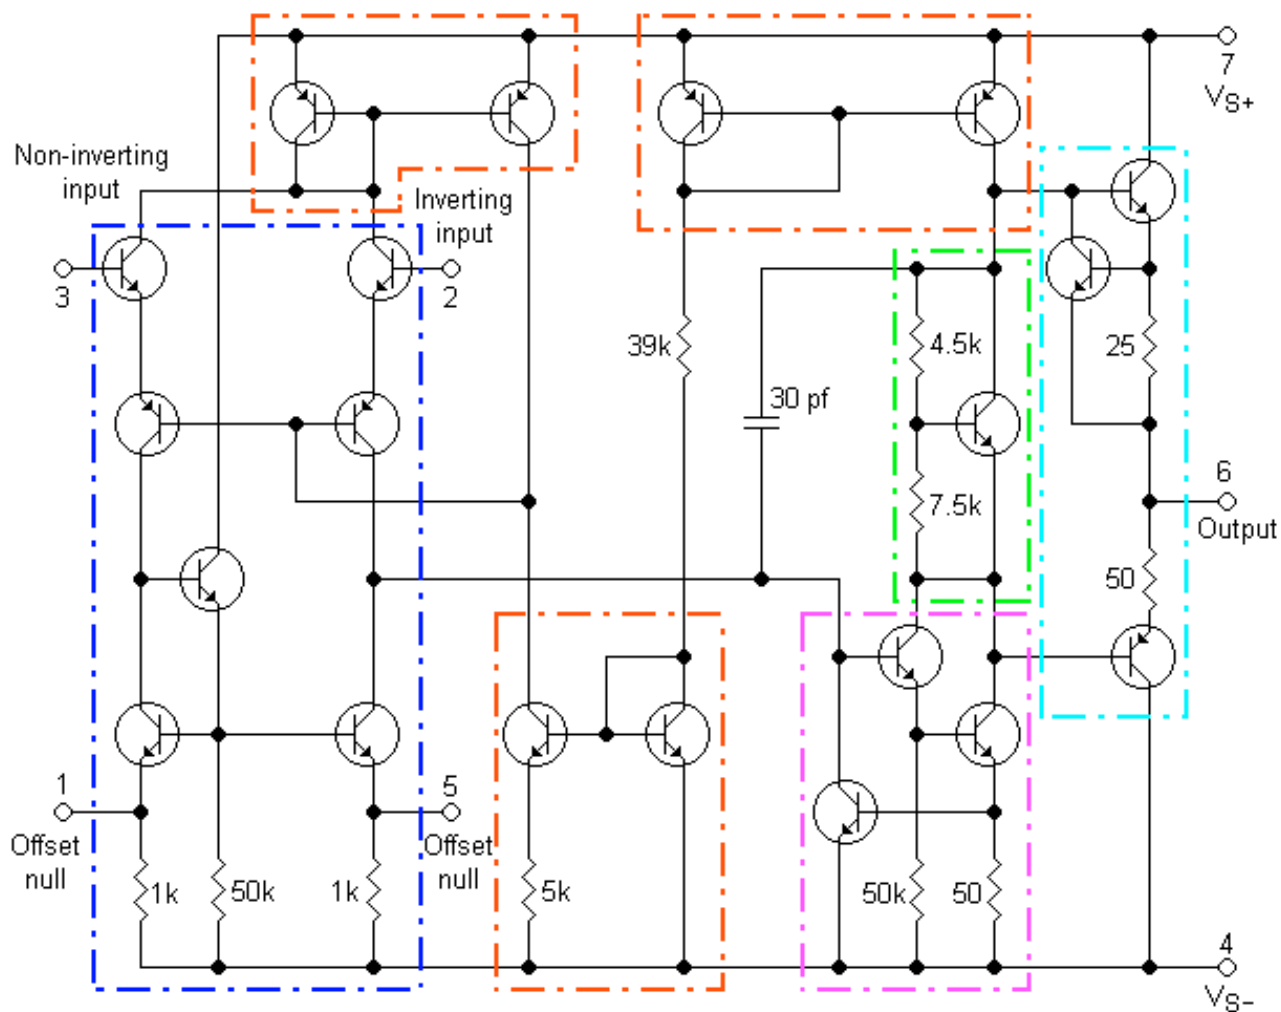 7
VS+
Non-inverting
input
Inverting
input
3
2
39k
4.5k
25
30 pf
7.5k
6
Output
50
1
Offset
null
5
Offset
null
1k
50k
1k
5k
50k
50
4
VS−